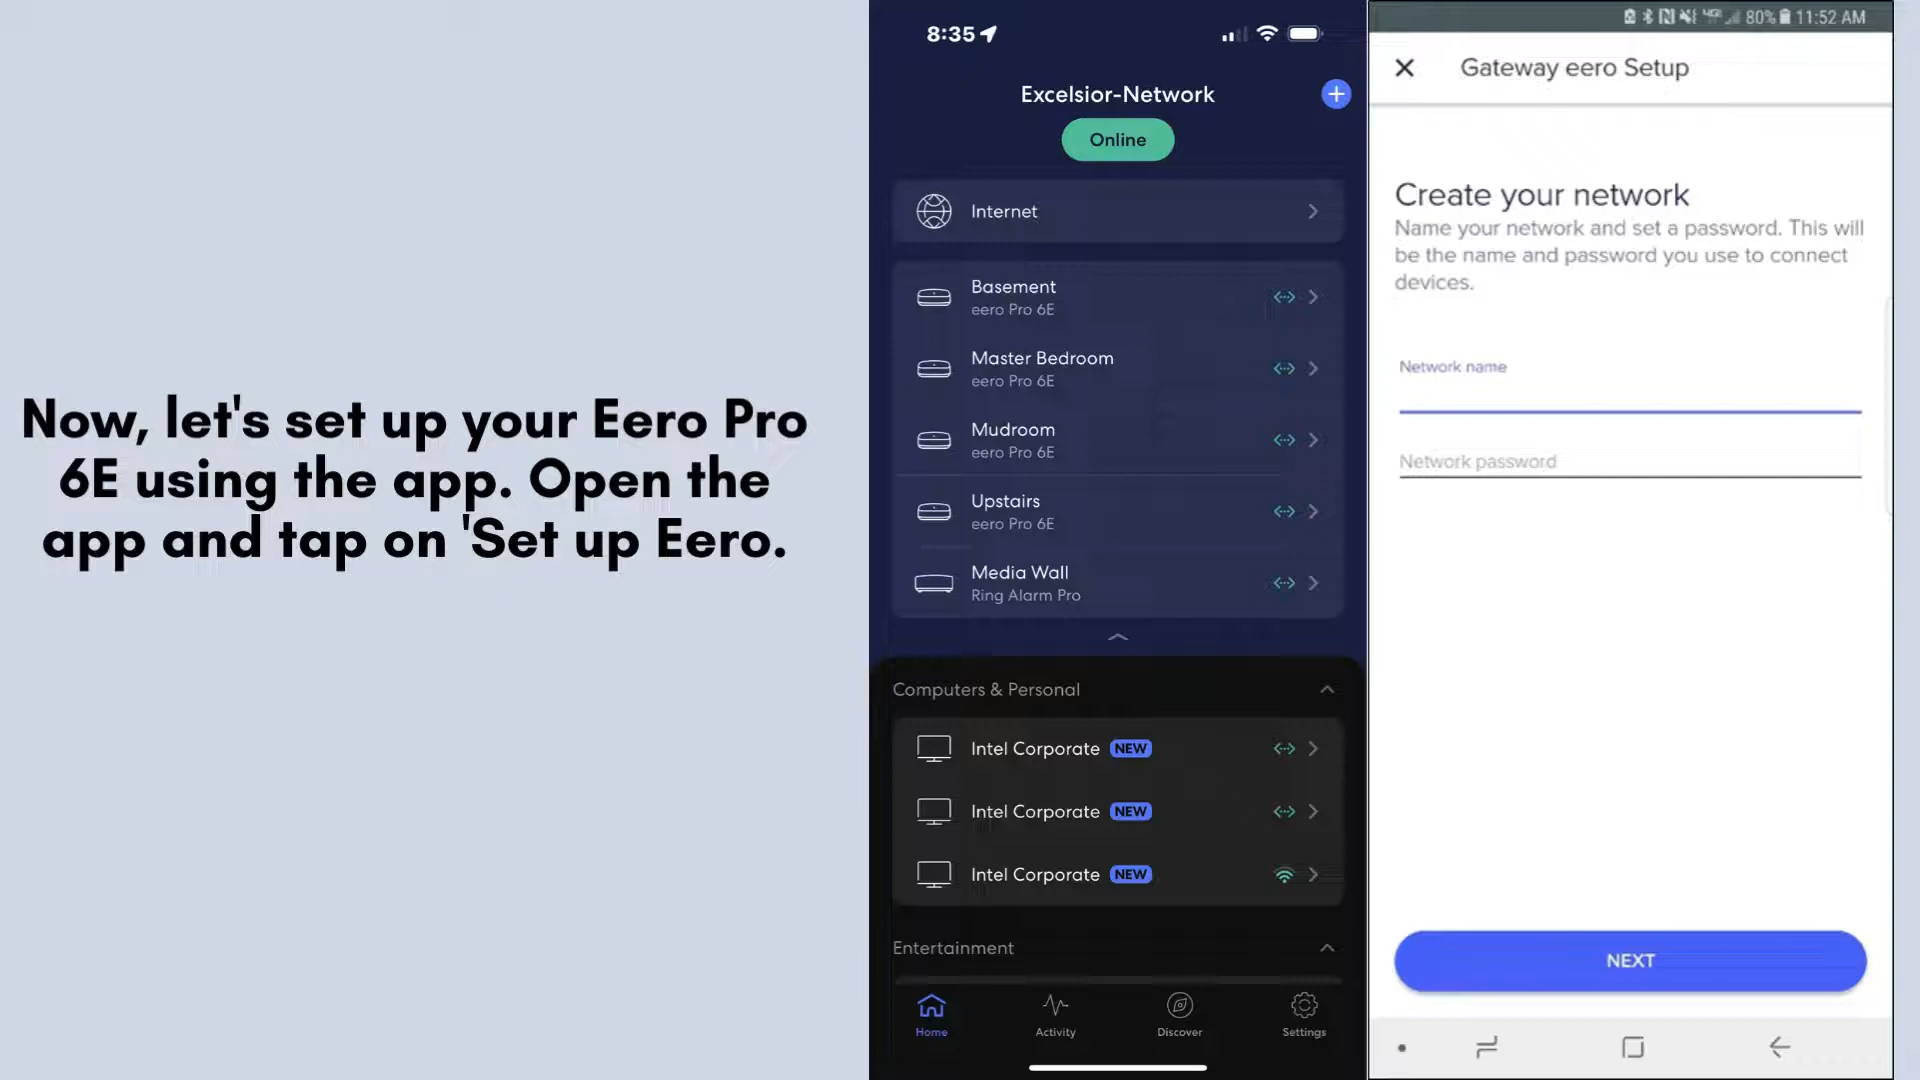 Now, let's set up your Eero Pro
6E using the app. Open the
app and tap on 'Set up Eero.
8:35
Excelsior-Network
Online
Internet
Basement
eero Pro 6E
Master Bedroom
eero Pro 6E
Mudroom
eero Pro 6E
Upstairs
eero Pro 6E
Media Wall
Ring Alarm Pro
Computers & Personal
Intel Corporate NEW
Intel Corporate NEW
Intel Corporate NEW
Entertainment
Home
Activity
Discover
Settings
80% 11:52 AM
Gateway eero Setup
Create your network
Name your network and set a password. This will
be the name and password you use to connect
devices.
Network name
Network password
NEXT